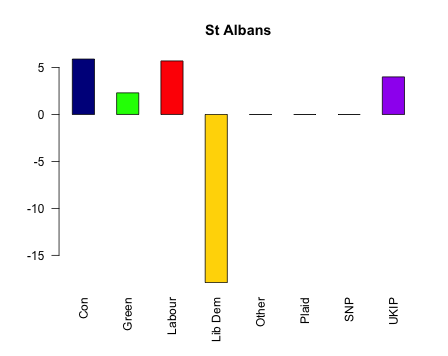 St Albans
5
0
-5
-10
-15
Con
Green
Labour
Lib Dem
Other
Plaid
SNP
UKIP